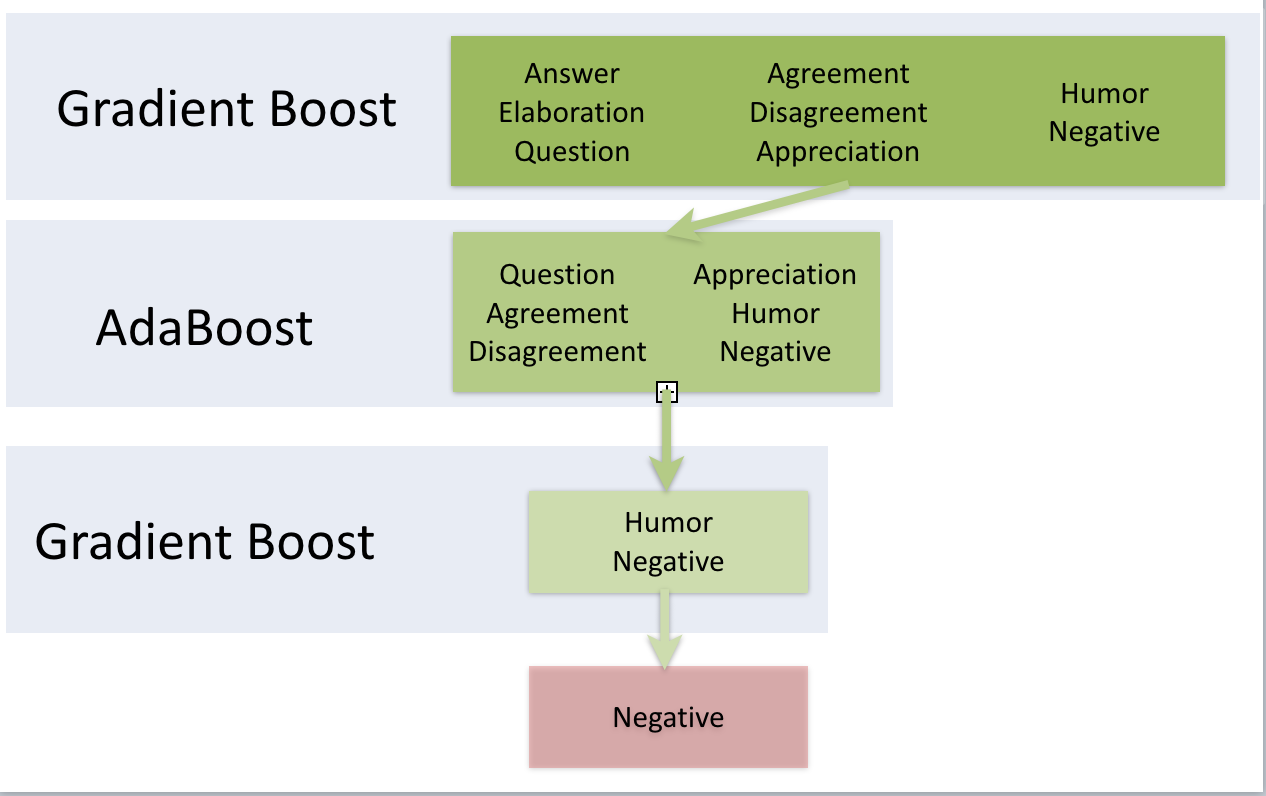 Gradient Boost
Answer
Elaboration
Question
Agreement
Disagreement
Appreciation
Humor
Negative
AdaBoost
Question
Agreement
Disagreement
Appreciation
Humor
Negative
Gradient Boost
Humor
Negative
Negative